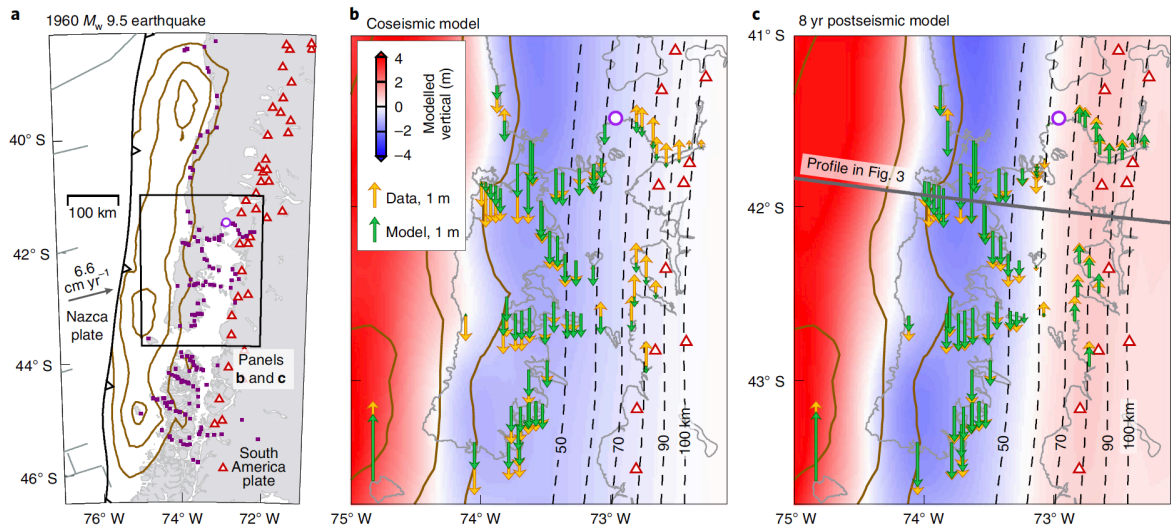 a
1960 Mw 9.5 earthquake
40° S
42° S
44° S
46° S
100 km
6.6
cm yr−1
Nazca
plate
Panels
b and c
South
America
plate
76° W
74° W
72° W
b
Coseismic model
4
2
0
−2
−4
Modelled
vertical (m)
Data, 1 m
Model, 1 m
50
70
90
100 km
75° W
74° W
73° W
c
8 yr postseismic model
41° S
42° S
43° S
Profile in Fig. 3
50
70
90
100 km
75° W
74° W
73° W